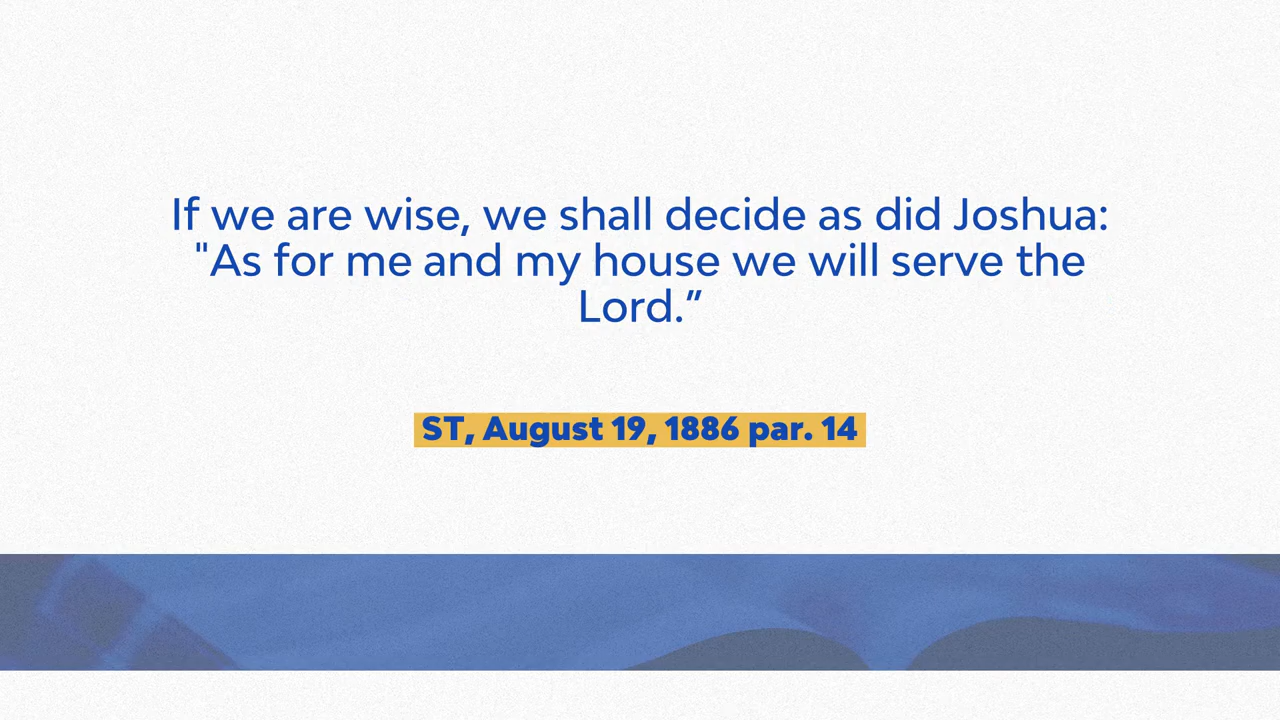 If we are wise, we shall decide as did Joshua:
"As for me and my house we will serve the
Lord.”
ST, August 19, 1886 par. 14